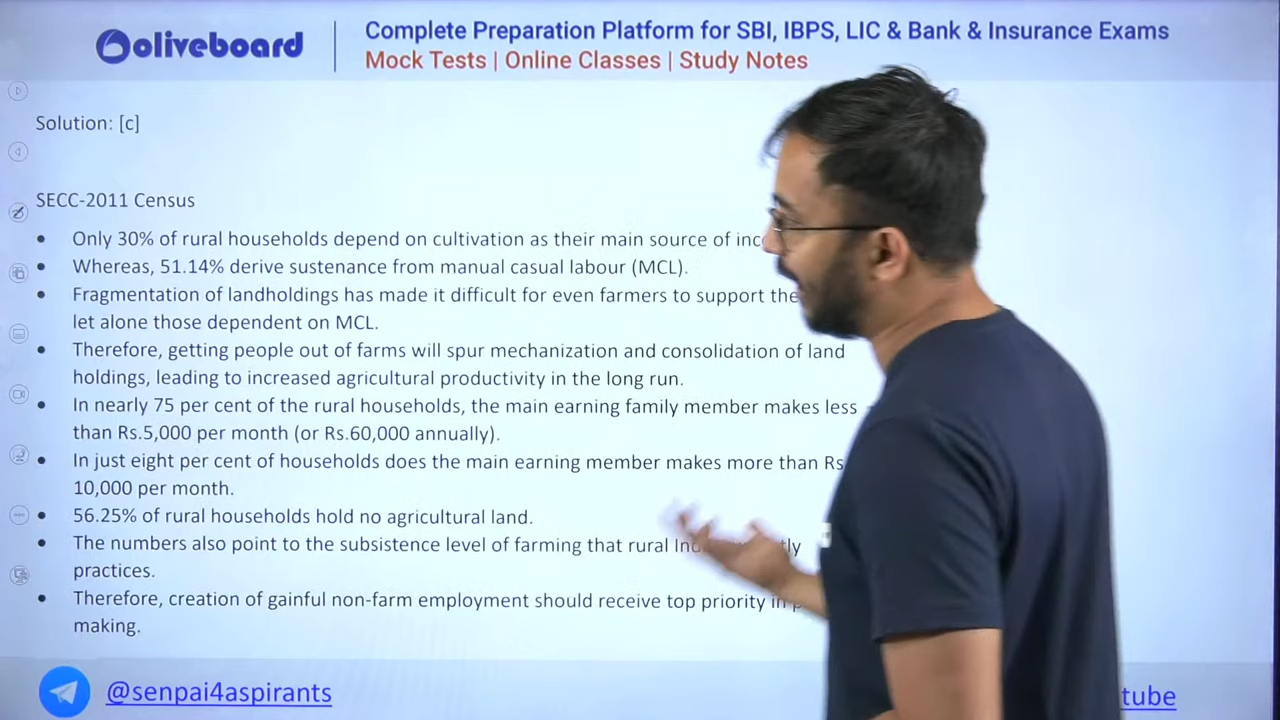 oliveboard
Complete Preparation Platform for SBI, IBPS, LIC & Bank & Insurance Exams
Mock Tests | Online Classes | Study Notes
Solution: [c]
SECC-2011 Census
• Only 30% of rural households depend on cultivation as their main source of
• Whereas, 51.14% derive sustenance from manual casual labour (MCL).
• Fragmentation of landholdings has made it difficult for even farmers to support
let alone those dependent on MCL.
• Therefore, getting people out of farms will spur mechanization and consolidation of land
holdings, leading to increased agricultural productivity in the long run.
• In nearly 75 per cent of the rural households, the main earning family member makes less
than Rs.5,000 per month (or Rs.60,000 annually).
• In just eight per cent of households does the main earning member makes more than Rs
10,000 per month.
• 56.25% of rural households hold no agricultural land.
• The numbers also point to the subsistence level of farming that rural
practices.
• Therefore, creation of gainful non-farm employment should receive top priority in
making.
@senpai4aspirants
tube